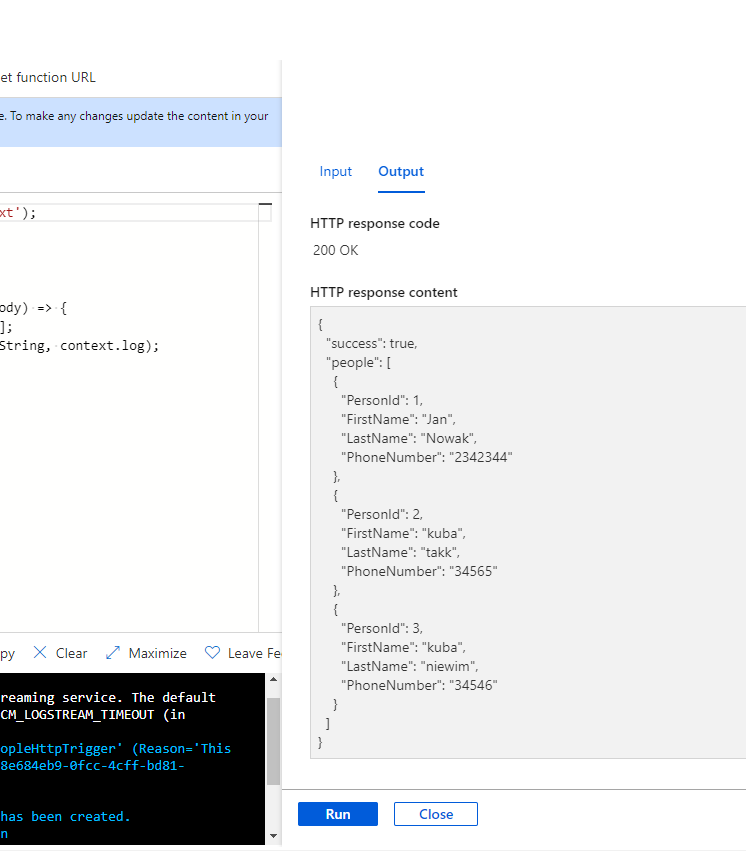 et function URL
e. To make any changes update the content in your
xt');
ody) => {
];
String, context.log);
py Clear Maximize Leave Fe
reaming service. The default
CM_LOGSTREAM_TIMEOUT (in
opleHttpTrigger' (Reason='This
8e684eb9-0fcc-4cff-bd81-
has been created.
n
Input Output
HTTP response code
200 OK
HTTP response content
{
"success": true,
"people": [
{
"PersonId": 1,
"FirstName": "Jan",
"LastName": "Nowak",
"PhoneNumber": "2342344"
},
{
"PersonId": 2,
"FirstName": "kuba",
"LastName": "takk",
"PhoneNumber": "34565"
},
{
"PersonId": 3,
"FirstName": "kuba",
"LastName": "niewim",
"PhoneNumber": "34546"
}
]
}
Run Close